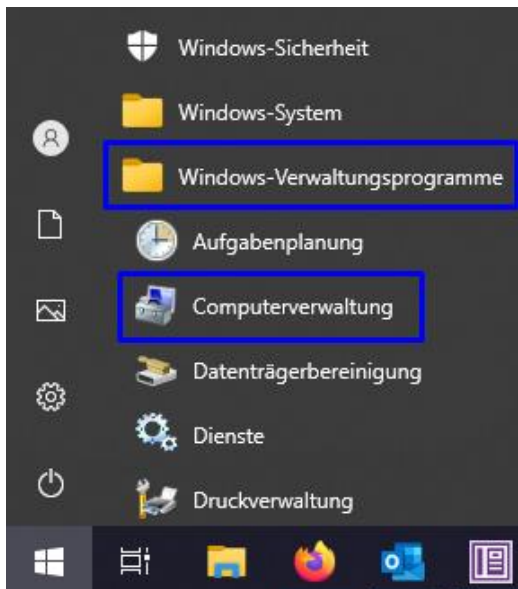 Windows-Sicherheit
Windows-System
Windows-Verwaltungsprogramme
Aufgabenplanung
Computerverwaltung
Datenträgerbereinigung
Dienste
Druckverwaltung